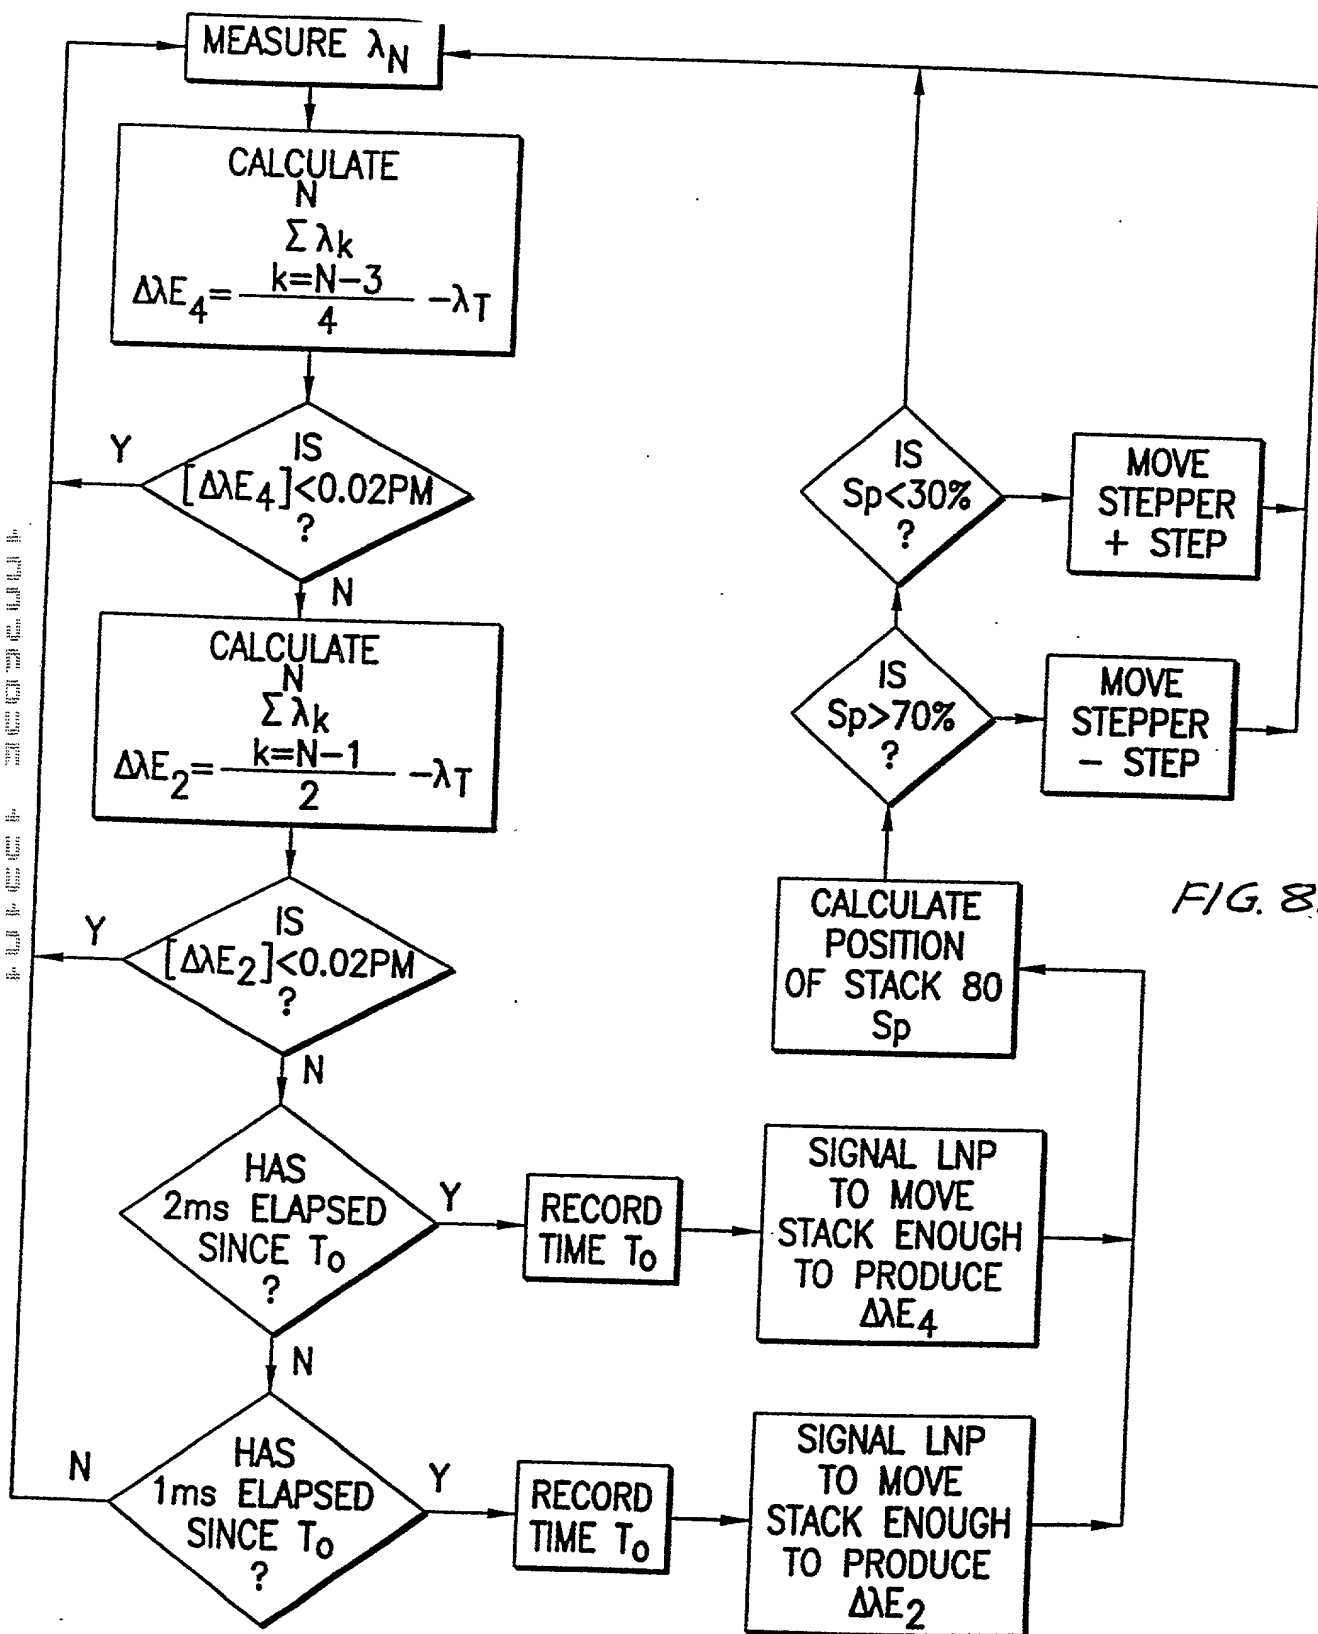 MEASURE λN
CALCULATE
N
Σ λk
k=N-3
ΔλE4= 4 -λT
IS
[ΔλE4]<0.02PM
?
Y
N
CALCULATE
N
Σ λk
k=N-1
ΔλE2= 2 -λT
IS
[ΔλE2]<0.02PM
?
Y
N
HAS
2ms ELAPSED
SINCE To
?
Y
N
RECORD
TIME To
SIGNAL LNP
TO MOVE
STACK ENOUGH
TO PRODUCE
ΔλE4
HAS
1ms ELAPSED
SINCE To
?
N
Y
RECORD
TIME To
SIGNAL LNP
TO MOVE
STACK ENOUGH
TO PRODUCE
ΔλE2
CALCULATE
POSITION
OF STACK 80
Sp
IS
Sp>70%
?
MOVE
STEPPER
- STEP
IS
Sp<30%
?
MOVE
STEPPER
+ STEP
FIG. 8